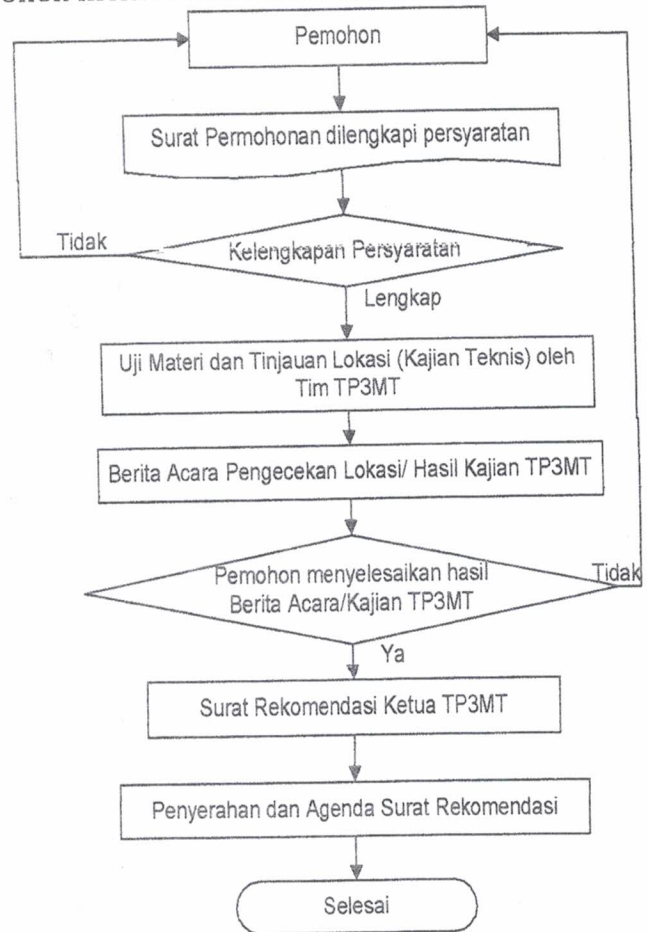 Pemohon
Surat Permohonan dilengkapi persyaratan
Tidak
Kelengkapan Persyaratan
Lengkap
Uji Materi dan Tinjauan Lokasi (Kajian Teknis) oleh
Tim TP3MT
Berita Acara Pengecekan Lokasi/ Hasil Kajian TP3MT
Pemohon menyelesaikan hasil
Tidak
Berita Acara/Kajian TP3MT
Ya
Surat Rekomendasi Ketua TP3MT
Penyerahan dan Agenda Surat Rekomendasi
Selesai